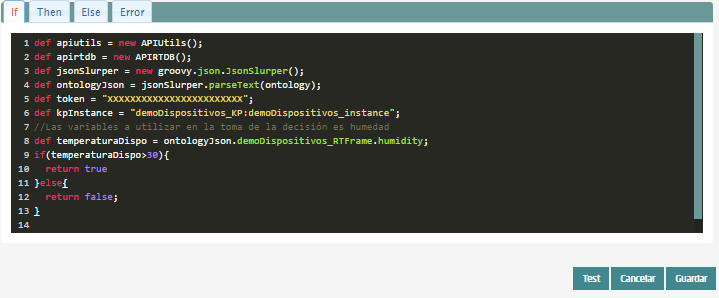 If Then Else Error
1 def apiutils = new APIUtils();
2 def apirtdb = new APIRTDB();
3 def jsonSlurper = new groovy.json.JsonSlurper();
4 def ontologyJson = jsonSlurper.parseText(ontology);
5 def token = "XXXXXXXXXXXXXXXXXXXXXXXX";
6 def kpInstance = "demoDispositivos_KP:demoDispositivos_instance";
7 //Las variables a utilizar en la toma de la decisión es humedad
8 def temperaturaDispo = ontologyJson.demoDispositivos_RTFrame.humidity;
9 if(temperaturaDispo>30){
10 return true
11 }else{
12 return false;
13 }
14
Test Cancelar Guardar